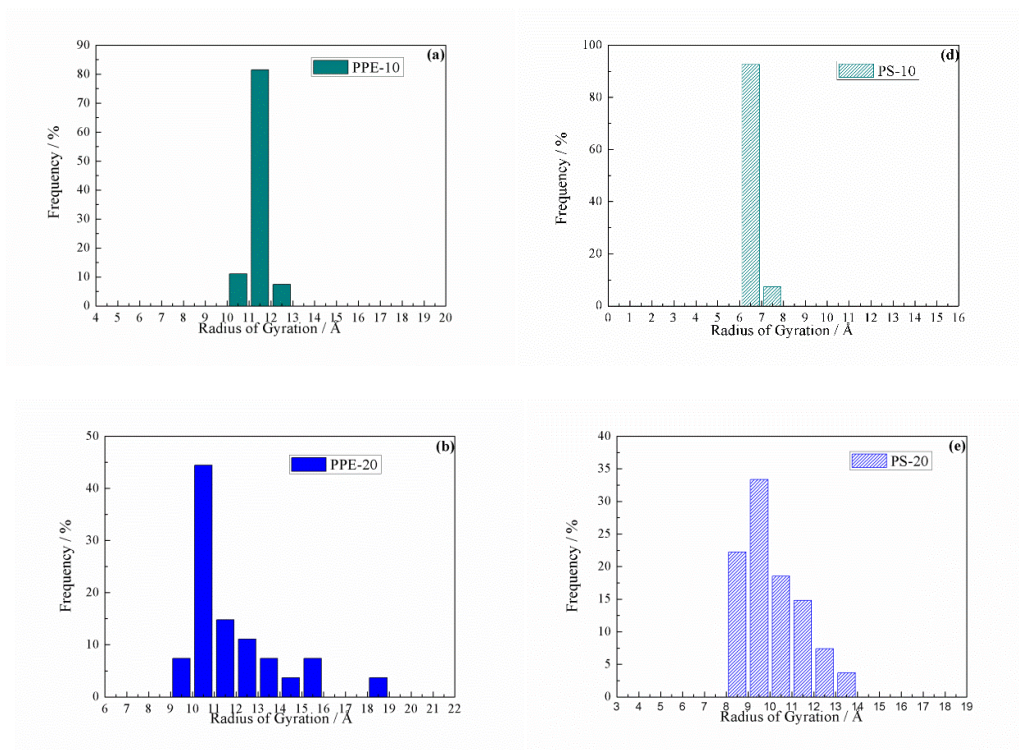 (a)
PPE-10
90
80
70
60
50
40
30
20
10
0
Frequency / %
4 5 6 7 8 9 10 11 12 13 14 15 16 17 18 19 20
Radius of Gyration / Å
(d)
PS-10
100
80
60
40
20
0
Frequency / %
0 1 2 3 4 5 6 7 8 9 10 11 12 13 14 15 16
Radius of Gyration / Å
(b)
PPE-20
50
40
30
20
10
0
Frequency / %
6 7 8 9 10 11 12 13 14 15 16 17 18 19 20 21 22
Radius of Gyration / Å
(e)
PS-20
40
35
30
25
20
15
10
5
0
Frequency / %
3 4 5 6 7 8 9 10 11 12 13 14 15 16 17 18 19
Radius of Gyration / Å